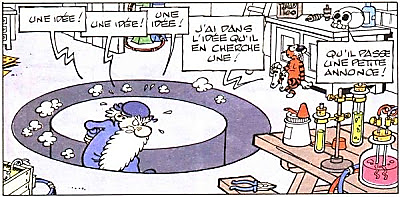 UNE IDÉE!
UNE IDÉE!
UNE
IDÉE!
J'AI DANS
L'IDÉE QU'IL
EN CHERCHE
UNE!
QU'IL PASSE
UNE PETITE
ANNONCE!